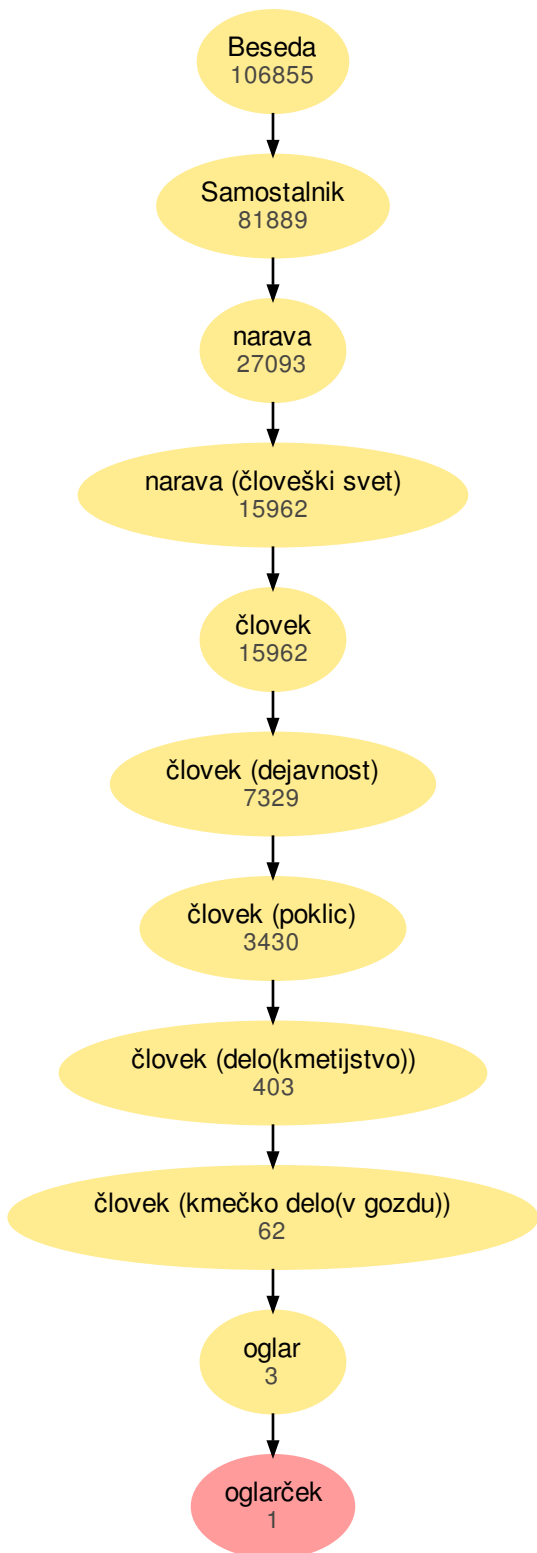 Beseda
106855
Samostalnik
81889
narava
27093
narava (človeški svet)
15962
človek
15962
človek (dejavnost)
7329
človek (poklic)
3430
človek (delo(kmetijstvo))
403
človek (kmečko delo(v gozdu))
62
oglar
3
oglarček
1